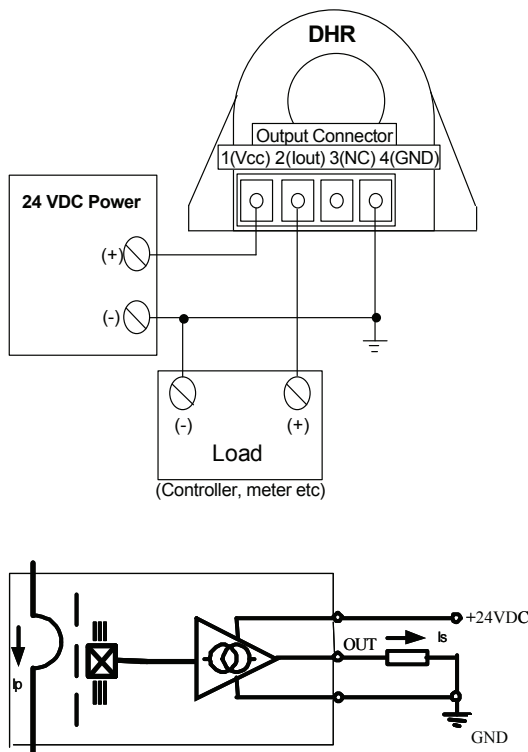 DHR
Output Connector
1(Vcc) 2(Iout) 3(NC) 4(GND)
24 VDC Power
(+)
(-)
(-) (+)
Load
(Controller, meter etc)
+24VDC
OUT Is
Ip
GND